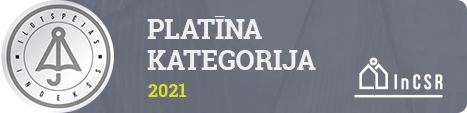 ILGTSPĒJAS
INDEKSS
PLATĪNA
KATEGORIJA
2021
InCSR